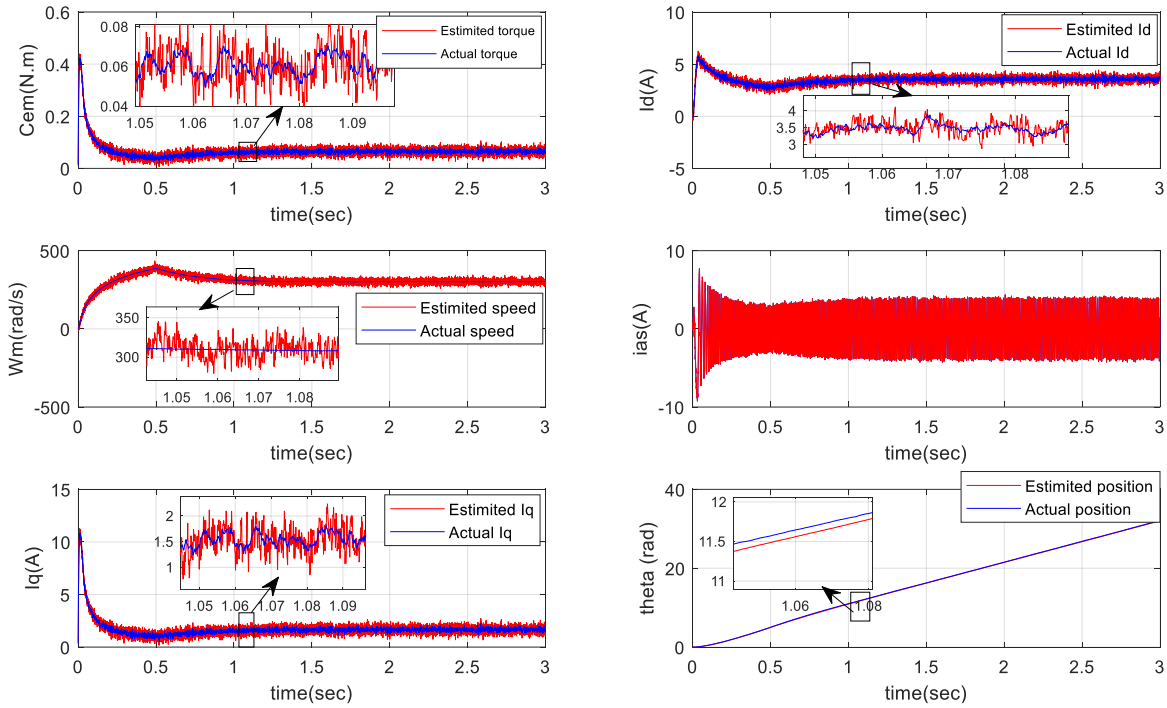 0.6
0.4
0.2
0
Cem(N.m)
0.08
0.06
0.04
1.05 1.06 1.07 1.08 1.09
Estimited torque
Actual torque
0 0.5 1 1.5 2 2.5 3
time(sec)
10
5
0
-5
Id(A)
Estimited Id
Actual Id
4
3.5
3
1.05 1.06 1.07 1.08
0 0.5 1 1.5 2 2.5 3
time(sec)
500
0
-500
Wm(rad/s)
350
300
1.05 1.06 1.07 1.08
Estimited speed
Actual speed
0 0.5 1 1.5 2 2.5 3
time(sec)
10
5
0
-10
ias(A)
0 0.5 1 1.5 2 2.5 3
time(sec)
15
10
5
0
Iq(A)
2
1.5
1
1.05 1.06 1.07 1.08 1.09
Estimited Iq
Actual Iq
0 0.5 1 1.5 2 2.5 3
time(sec)
40
20
0
theta (rad)
12
11.5
11
1.06 1.08
Estimited position
Actual position
0 0.5 1 1.5 2 2.5 3
time(sec)